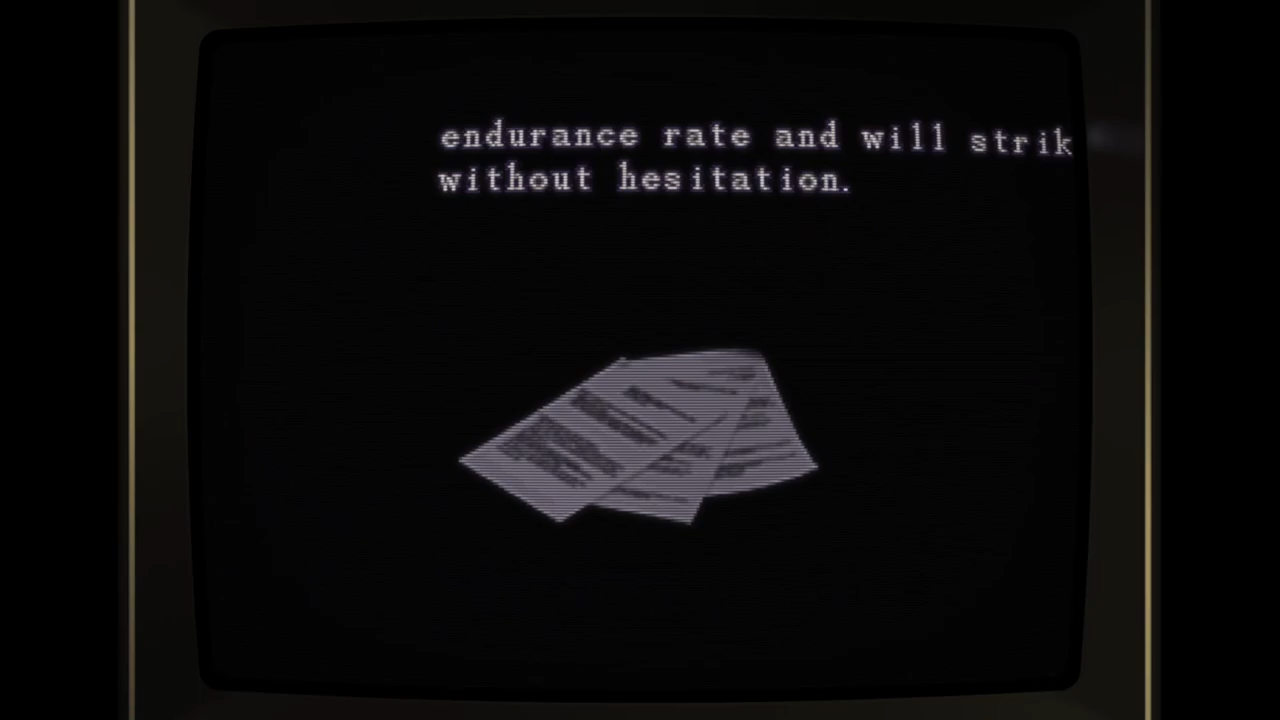 endurance rate and will strik
without hesitation.